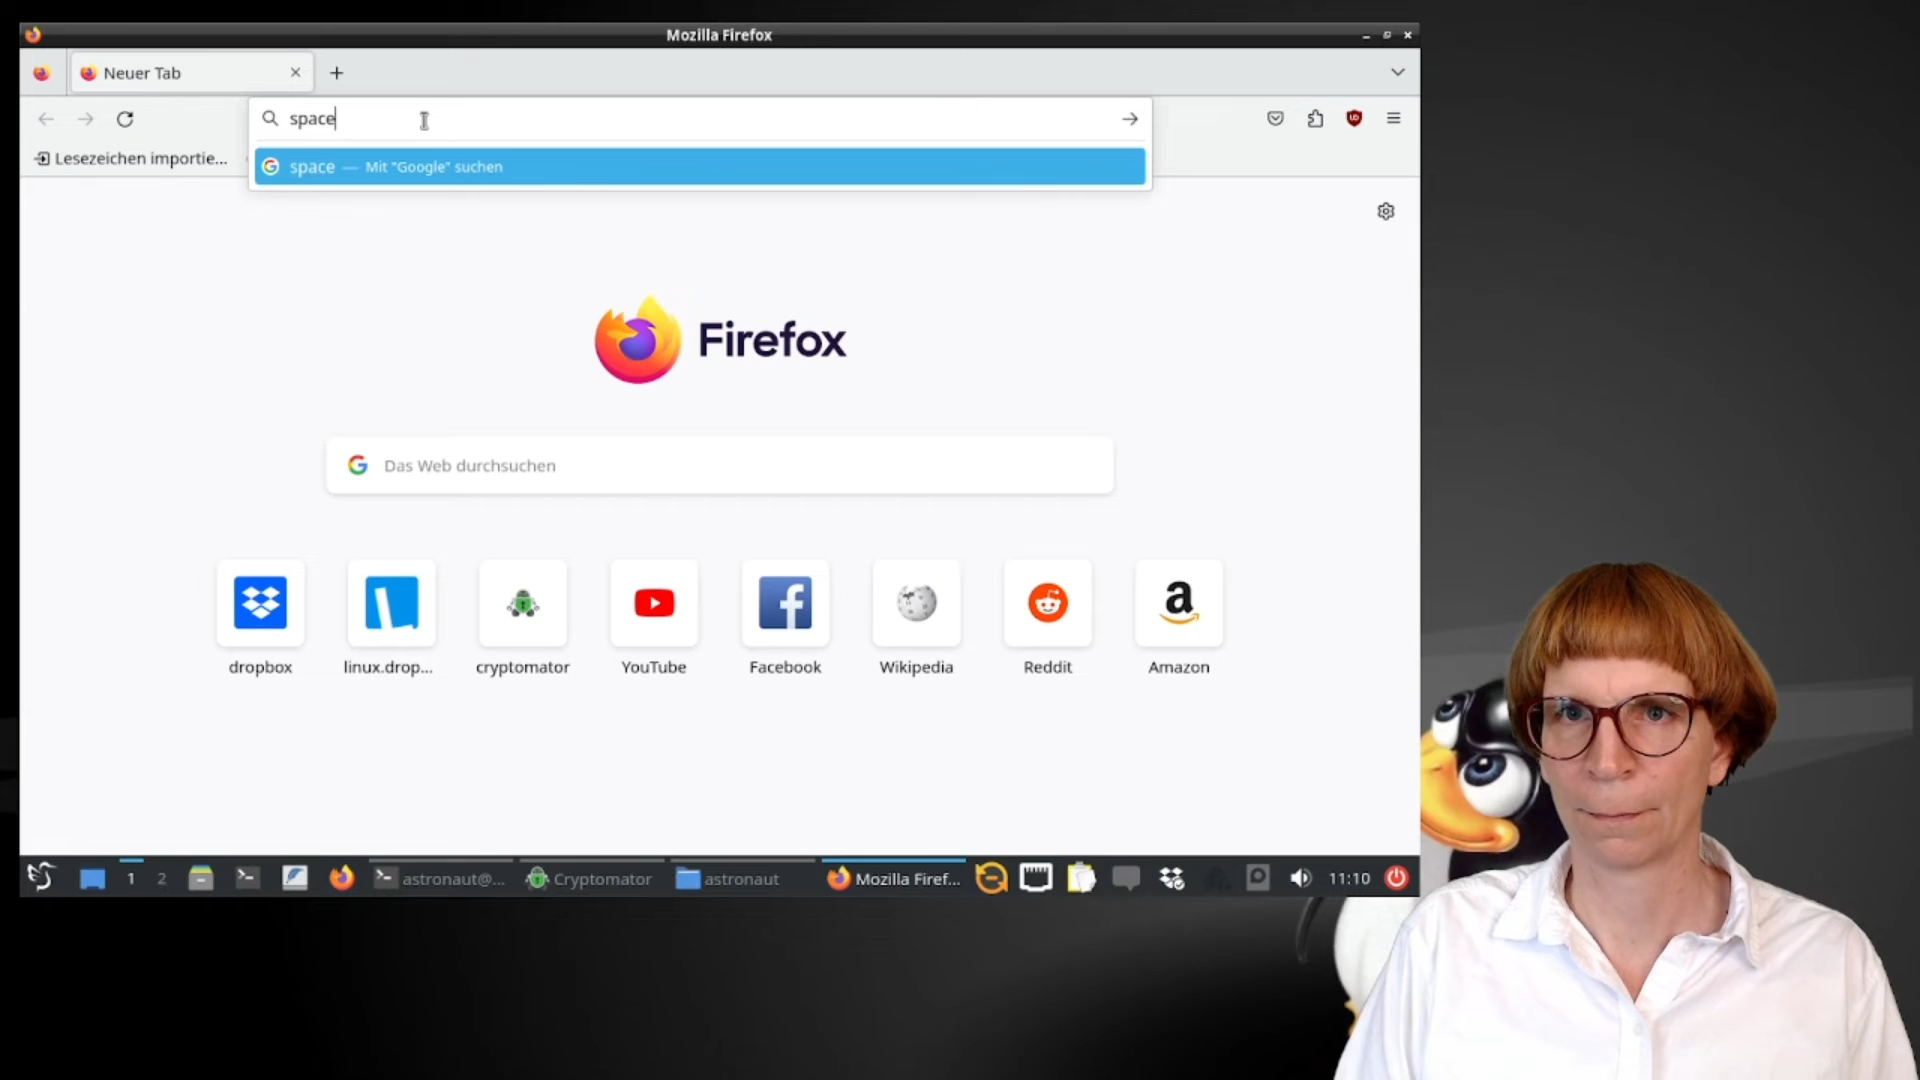 Mozilla Firefox
Neuer Tab
space
Lesezeichen importie...
space — Mit "Google" suchen
Firefox
Das Web durchsuchen
dropbox
linux.drop...
cryptomator
YouTube
Facebook
Wikipedia
Reddit
Amazon
1
2
astronaut@...
Cryptomator
astronaut
Mozilla Firef...
11:10